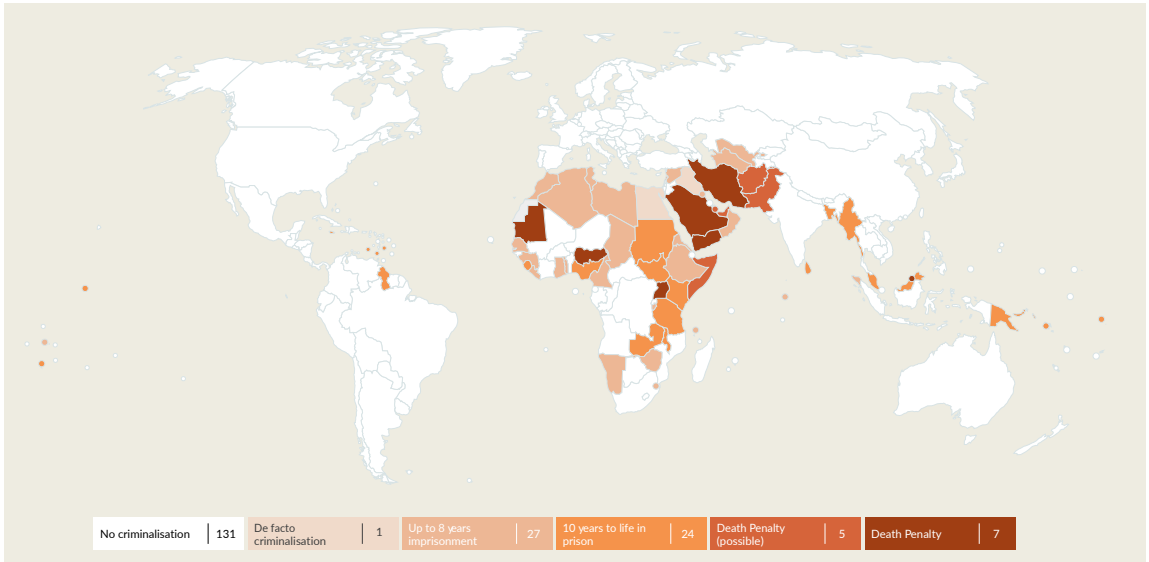 No criminalisation 131
De facto
criminalisation 1
Up to 8 years
imprisonment 27
10 years to life in
prison 24
Death Penalty
(possible) 5
Death Penalty 7